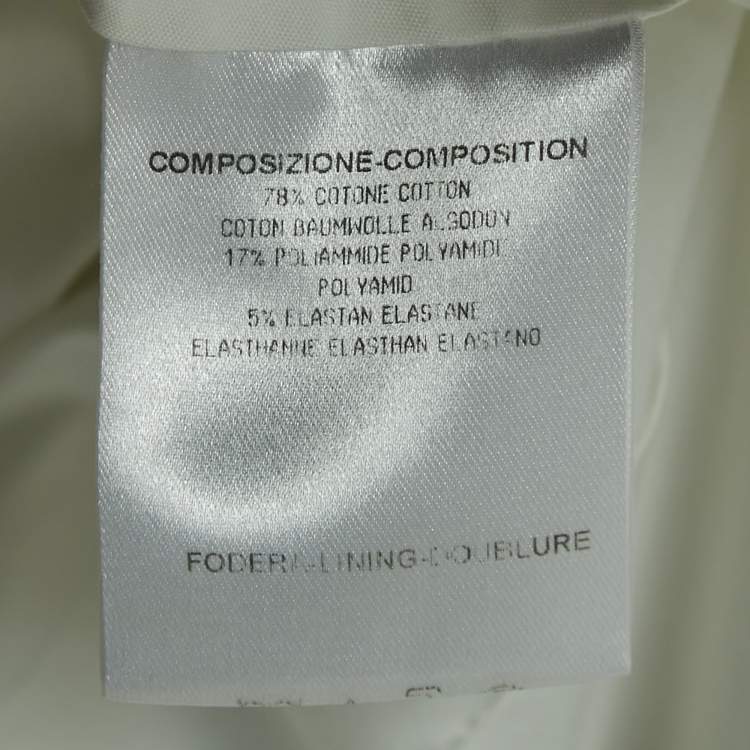 COMPOSIZIONE-COMPOSITION
78% COTONE COTTON
COTON BAUMWOLLE ALGODON
17% POLIAMMIDE POLYAMIDE
POLYAMID
5% ELASTAN ELASTANE
ELASTHANNE ELASTHAN ELASTANO
FODERA-LINING-DOUBLURE